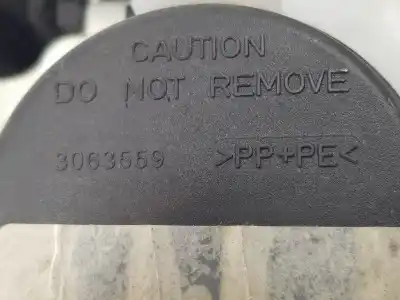 CAUTION
DO NOT REMOVE
3063559 >PP+PE<